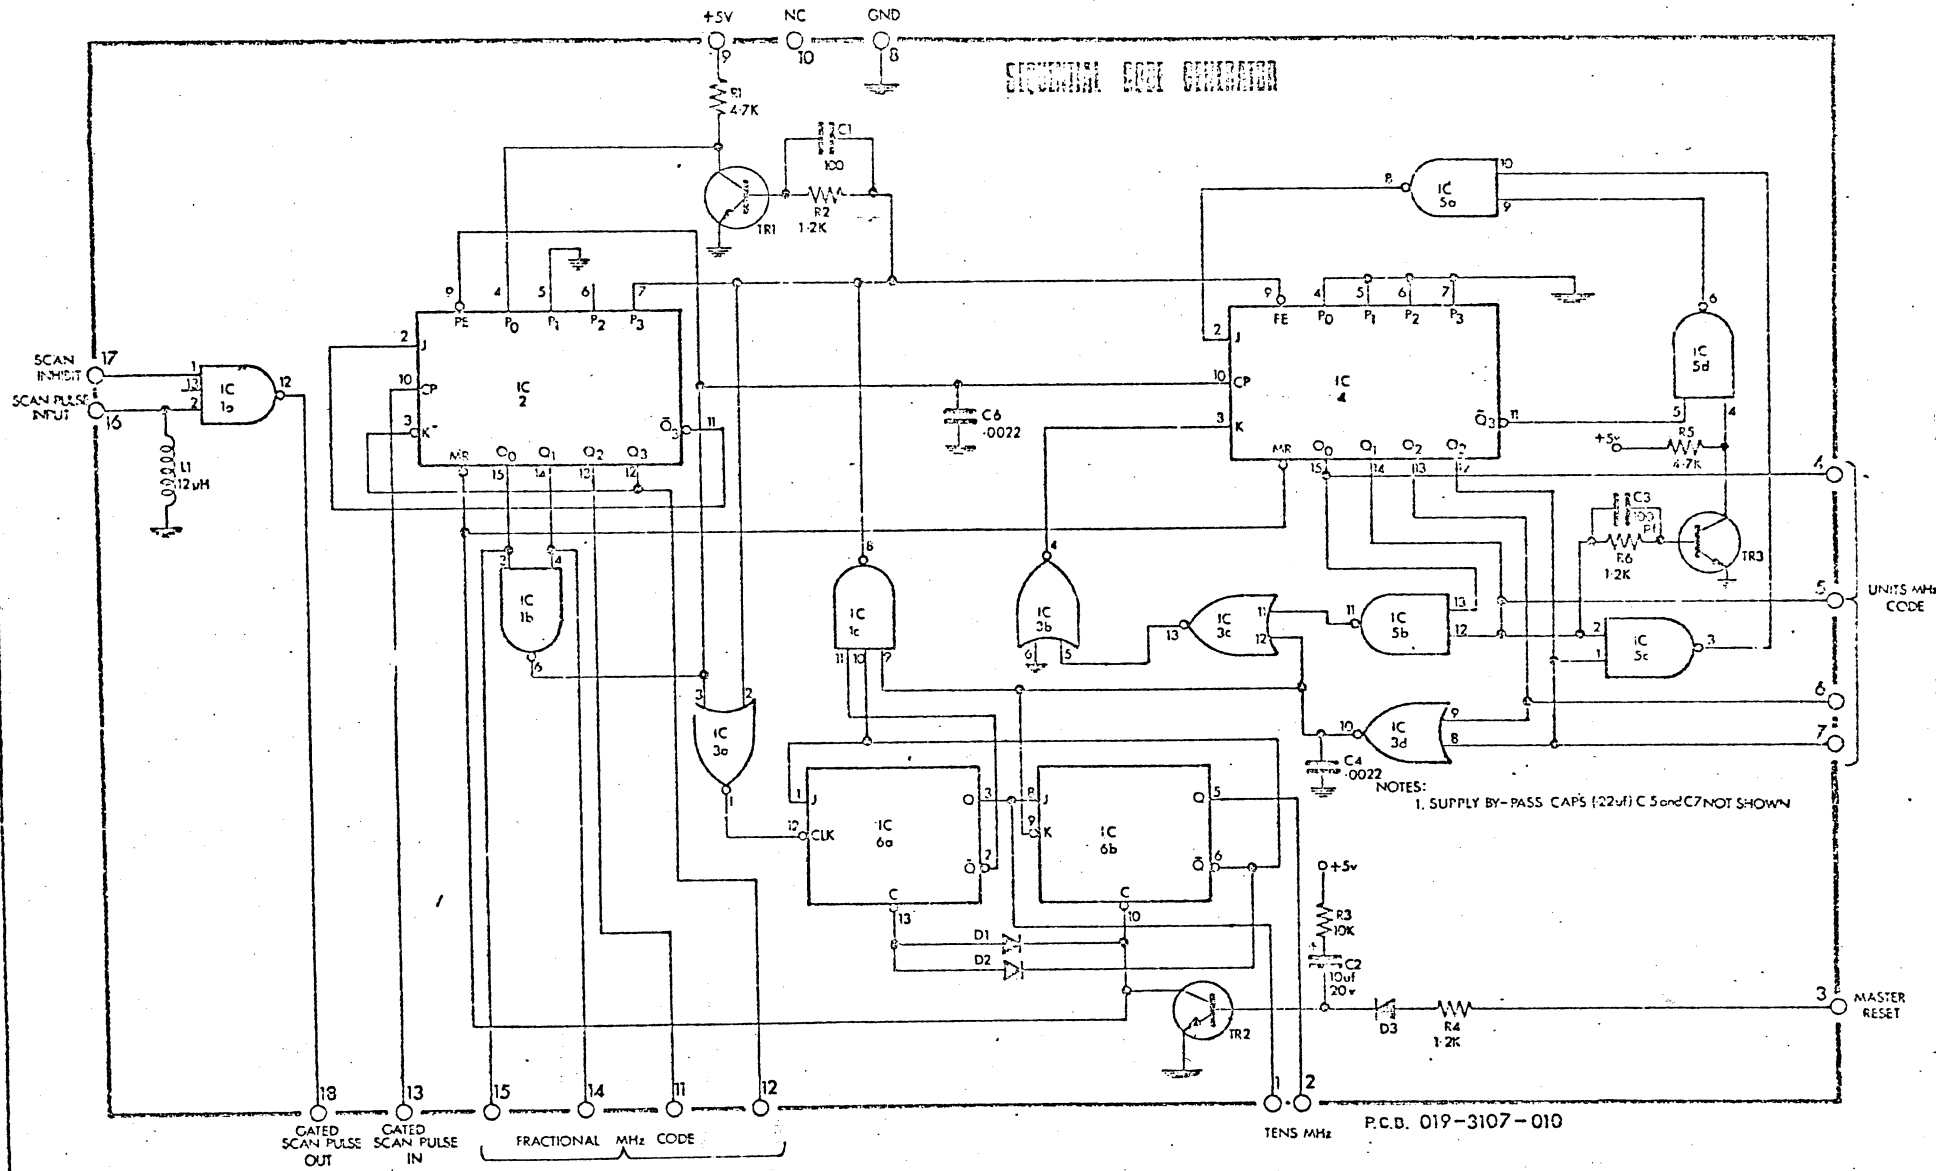 +5V
NC
GND
9
10
8
SEQUENTIAL CODE GENERATOR
R1
4.7K
C1
100
R2
1.2K
TR1
8
IC
5a
10
9
9
4
5
6
7
PE
P0
P1
P2
P3
2
J
10
CP
IC
2
3
K
Q̄3
11
MR
Q0
Q1
Q2
Q3
15
14
13
12
9
4
5
6
7
PE
P0
P1
P2
P3
2
J
10
CP
IC
4
3
K
Q̄3
11
MR
Q0
Q1
Q2
Q2
15
14
13
12
6
IC
5d
5
4
+5v
R5
4.7K
4
SCAN
INHIBIT
17
SCAN PULSE
INPUT
16
1
13
2
IC
1a
12
L1
12uH
C6
.0022
C3
100
Pf
R6
1.2K
TR3
3
4
IC
1b
6
8
IC
1c
11
10
9
4
IC
3b
6
5
13
IC
3c
11
12
11
IC
5b
13
12
2
1
IC
5c
3
5
UNITS MHz
CODE
6
7
3
2
IC
3a
1
10
IC
3d
9
8
C4
.0022
NOTES:
1. SUPPLY BY-PASS CAPS (.22uf) C5 and C7 NOT SHOWN
1
J
12
CLK
IC
6a
Q
3
Q̄
2
C
13
8
J
9
K
IC
6b
Q
5
Q̄
6
C
10
D1
D2
+5v
R3
10K
+
C2
10uf
20v
TR2
D3
R4
1.2K
3
MASTER
RESET
18
13
15
14
11
12
1
2
GATED
SCAN PULSE
OUT
GATED
SCAN PULSE
IN
FRACTIONAL MHz CODE
TENS MHz
P.C.B. 019-3107-010